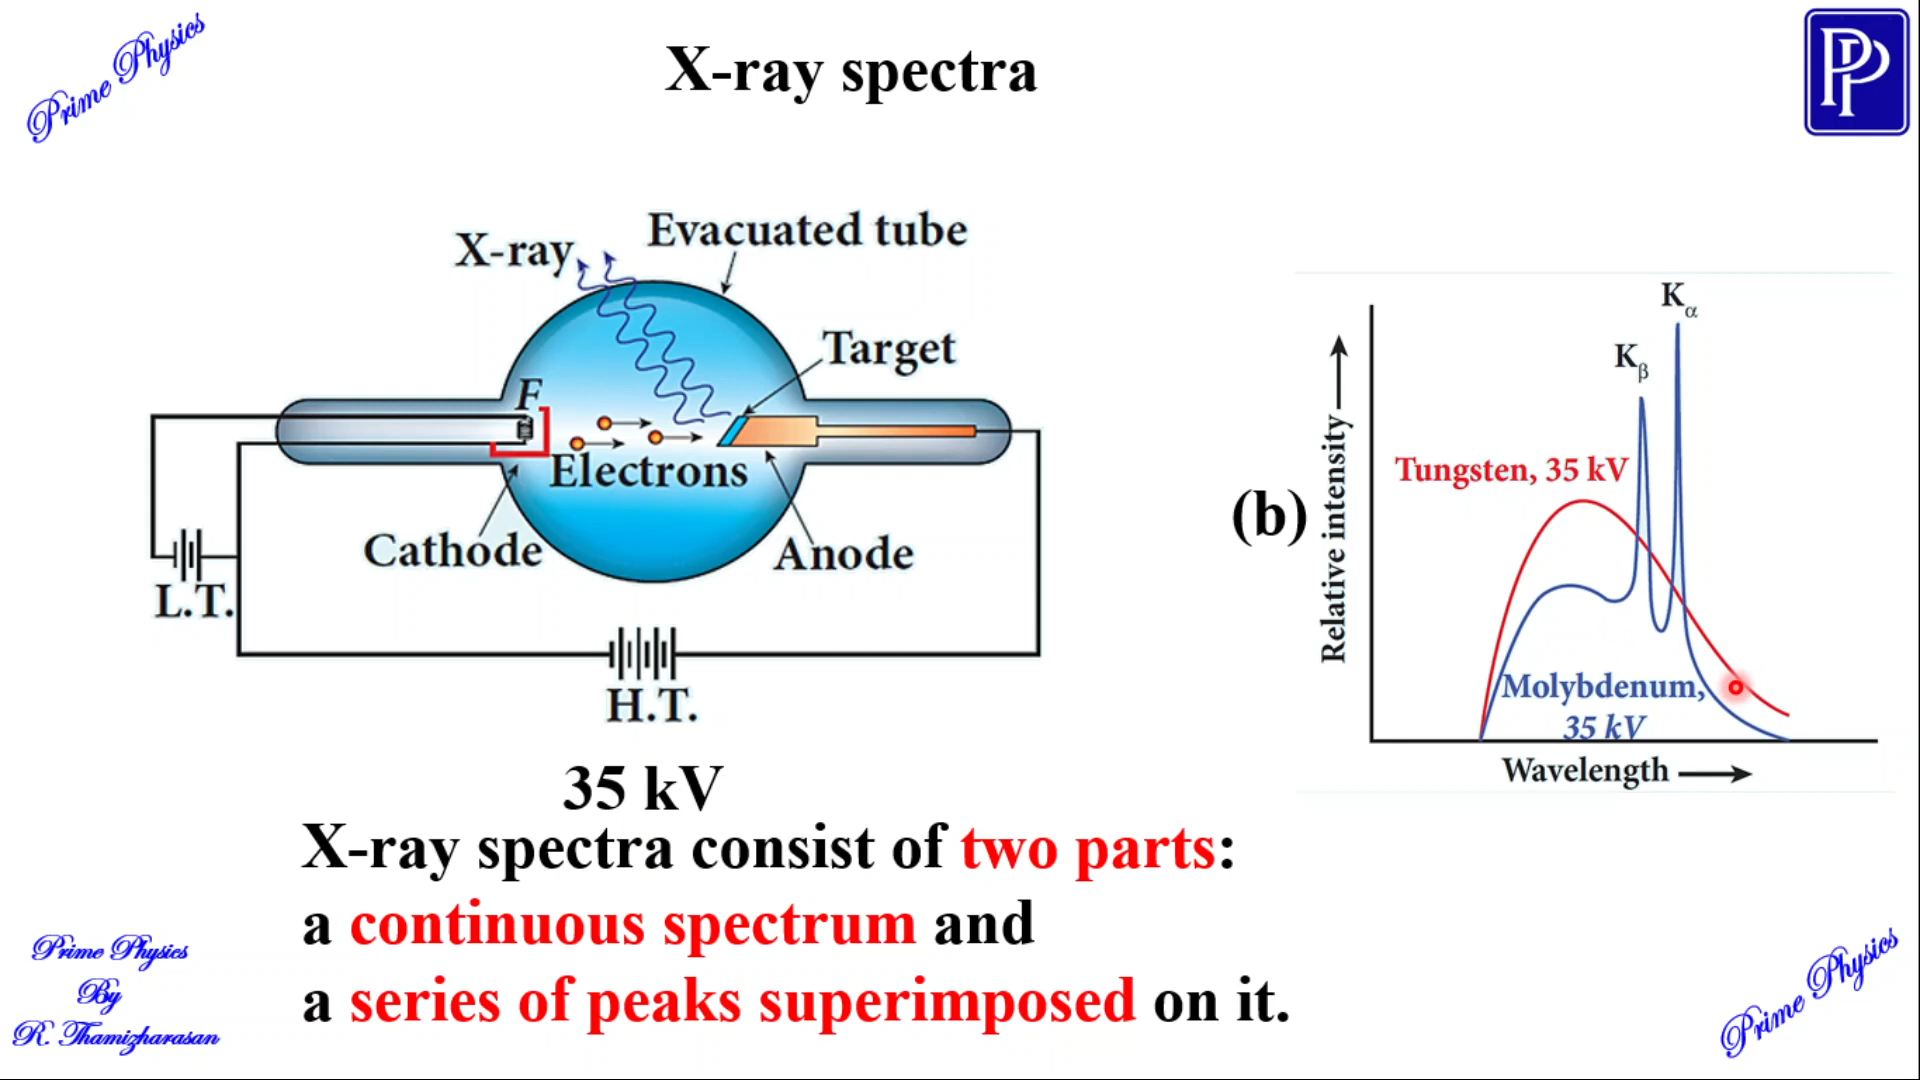 Prime Physics
X-ray spectra
PP
X-ray
Evacuated tube
Target
F
Electrons
Cathode
Anode
L.T.
H.T.
35 kV
(b)
Relative intensity
Kα
Kβ
Tungsten, 35 kV
Molybdenum,
35 kV
Wavelength
X-ray spectra consist of two parts:
a continuous spectrum and
a series of peaks superimposed on it.
Prime Physics
By
R. Thamizharasan
Prime Physics